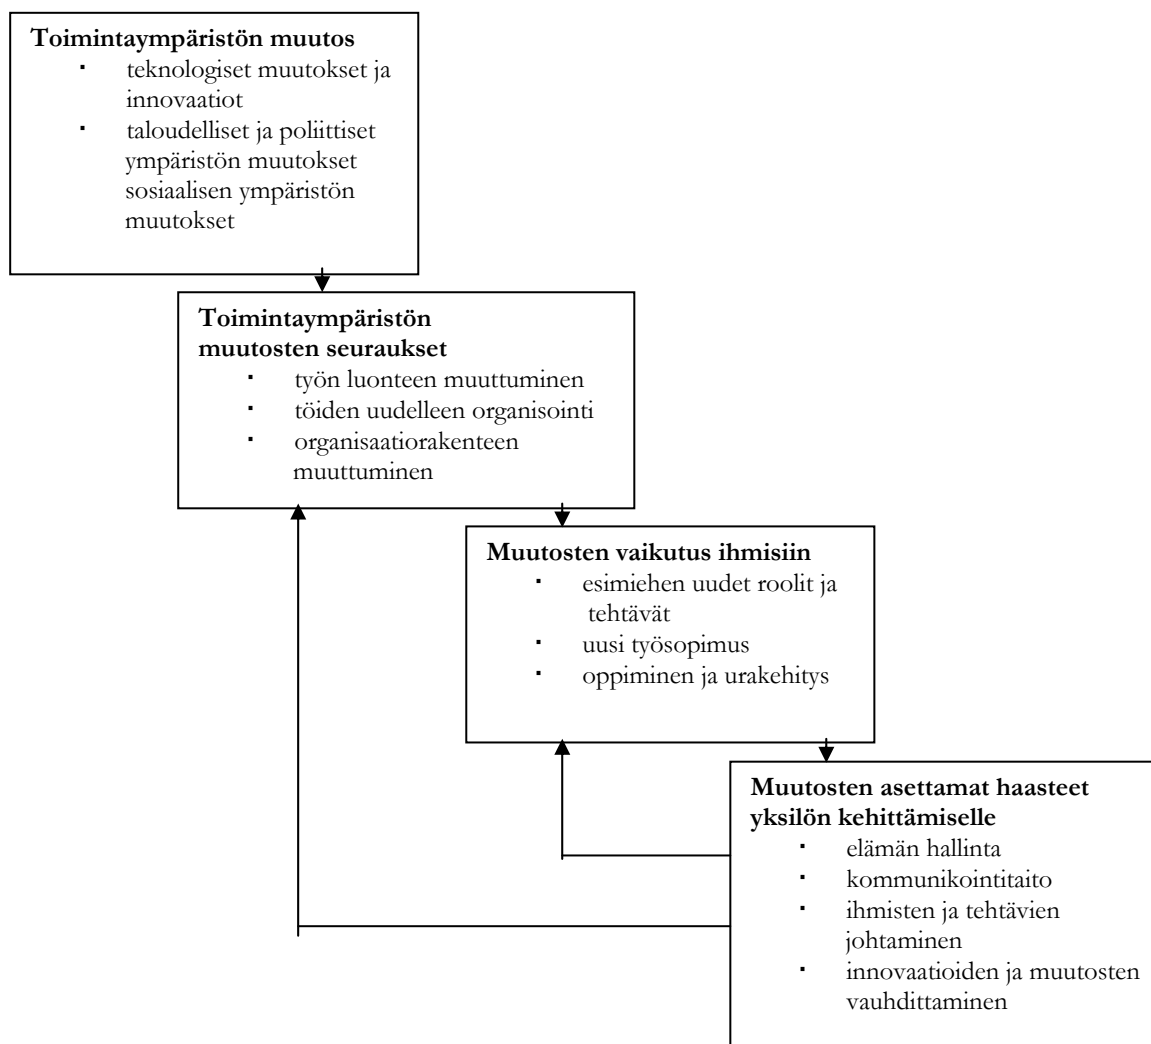 Toimintaympäristön muutos
▪ teknologiset muutokset ja
innovaatiot
▪ taloudelliset ja poliittiset
ympäristön muutokset
sosiaalisen ympäristön
muutokset
Toimintaympäristön
muutosten seuraukset
▪ työn luonteen muuttuminen
▪ töiden uudelleen organisointi
▪ organisaatiorakenteen
muuttuminen
Muutosten vaikutus ihmisiin
▪ esimiehen uudet roolit ja
tehtävät
▪ uusi työsopimus
▪ oppiminen ja urakehitys
Muutosten asettamat haasteet
yksilön kehittämiselle
▪ elämän hallinta
▪ kommunikointitaito
▪ ihmisten ja tehtävien
johtaminen
▪ innovaatioiden ja muutosten
vauhdittaminen